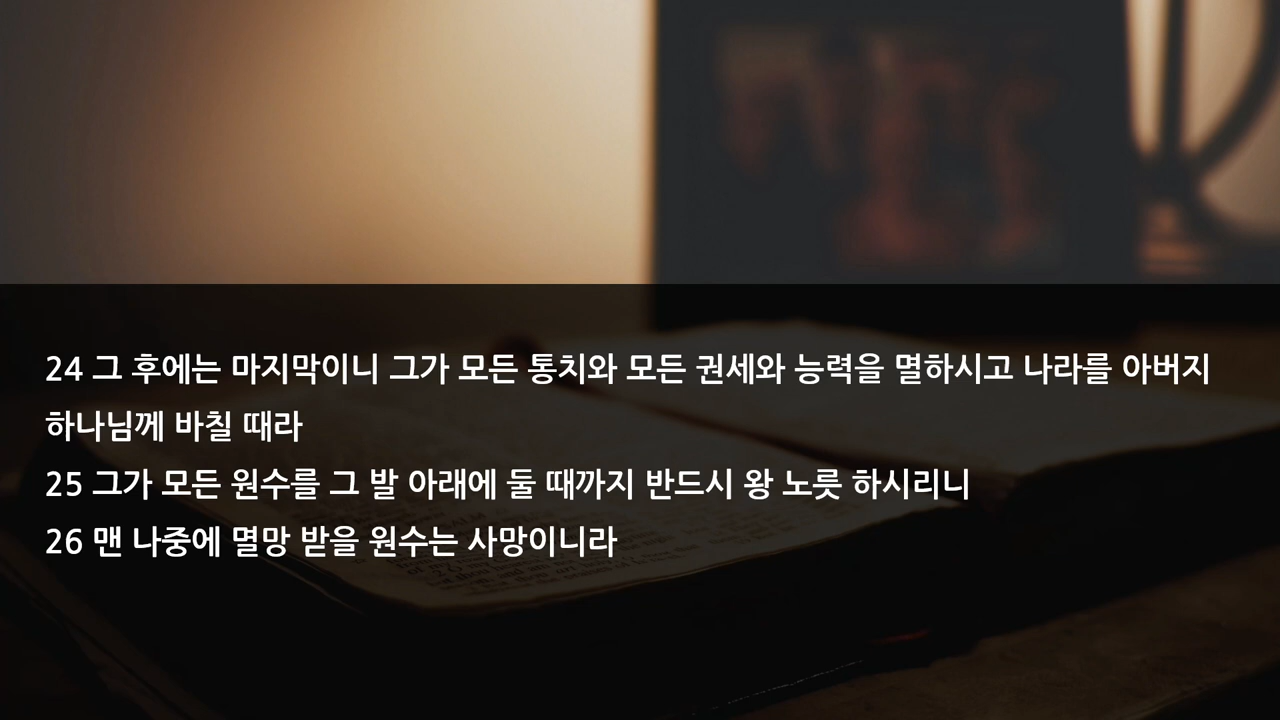 24 그 후에는 마지막이니 그가 모든 통치와 모든 권세와 능력을 멸하시고 나라를 아버지
하나님께 바칠 때라
25 그가 모든 원수를 그 발 아래에 둘 때까지 반드시 왕 노릇 하시리니
26 맨 나중에 멸망 받을 원수는 사망이니라